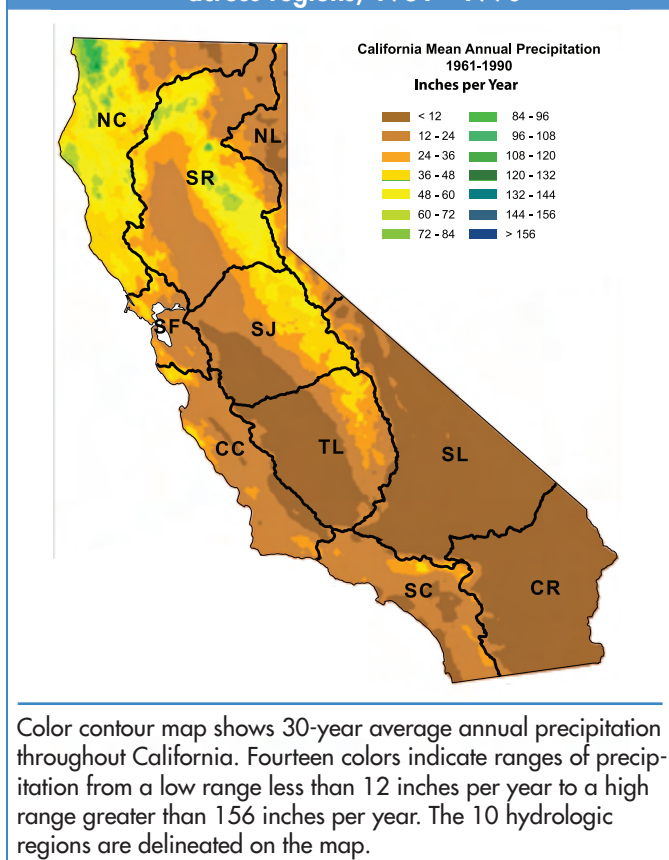 California Mean Annual Precipitation
1961-1990
Inches per Year
< 12
12 - 24
24 - 36
36 - 48
48 - 60
60 - 72
72 - 84
84 - 96
96 - 108
108 - 120
120 - 132
132 - 144
144 - 156
> 156
NC
NL
SR
SF
SJ
CC
TL
SL
SC
CR
Color contour map shows 30-year average annual precipitation
throughout California. Fourteen colors indicate ranges of precip-
itation from a low range less than 12 inches per year to a high
range greater than 156 inches per year. The 10 hydrologic
regions are delineated on the map.